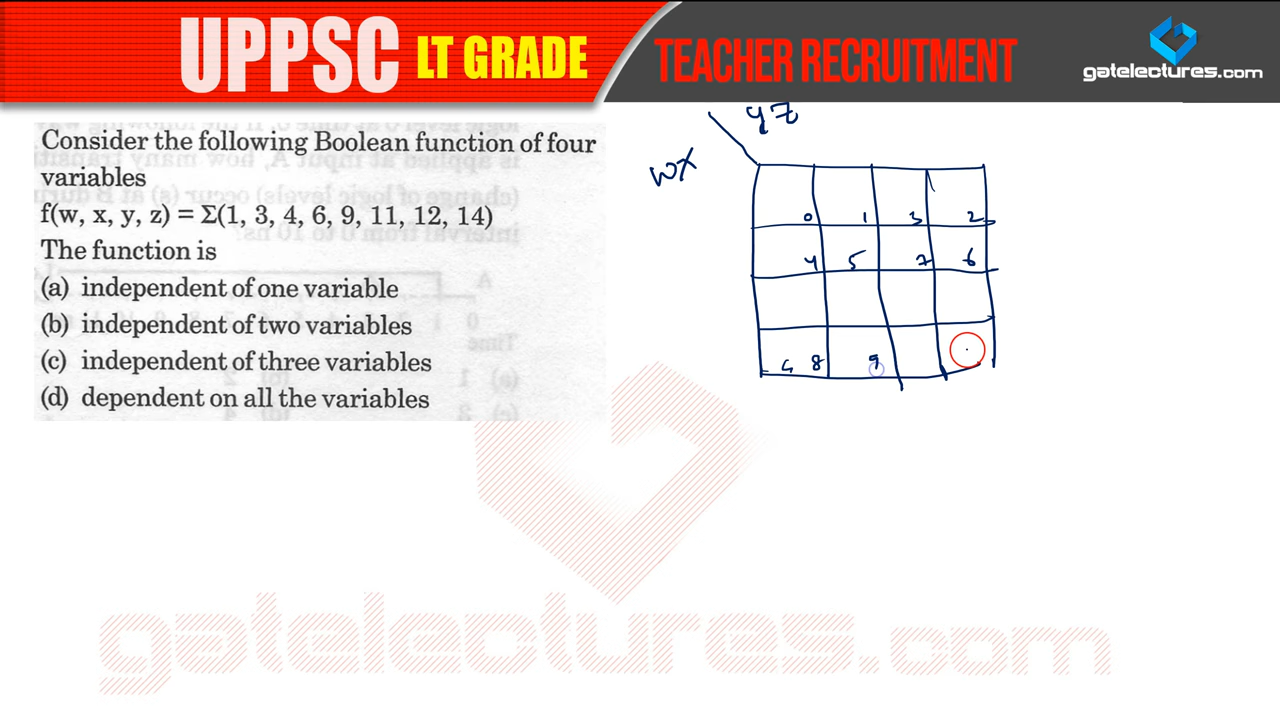 UPPSC LT GRADE TEACHER RECRUITMENT
gatelectures.com
Consider the following Boolean function of four
variables
f(w, x, y, z) = Σ(1, 3, 4, 6, 9, 11, 12, 14)
The function is
(a) independent of one variable
(b) independent of two variables
(c) independent of three variables
(d) dependent on all the variables
yz
wx
0 1 3 2
4 5 7 6
8 9
gatelectures.com